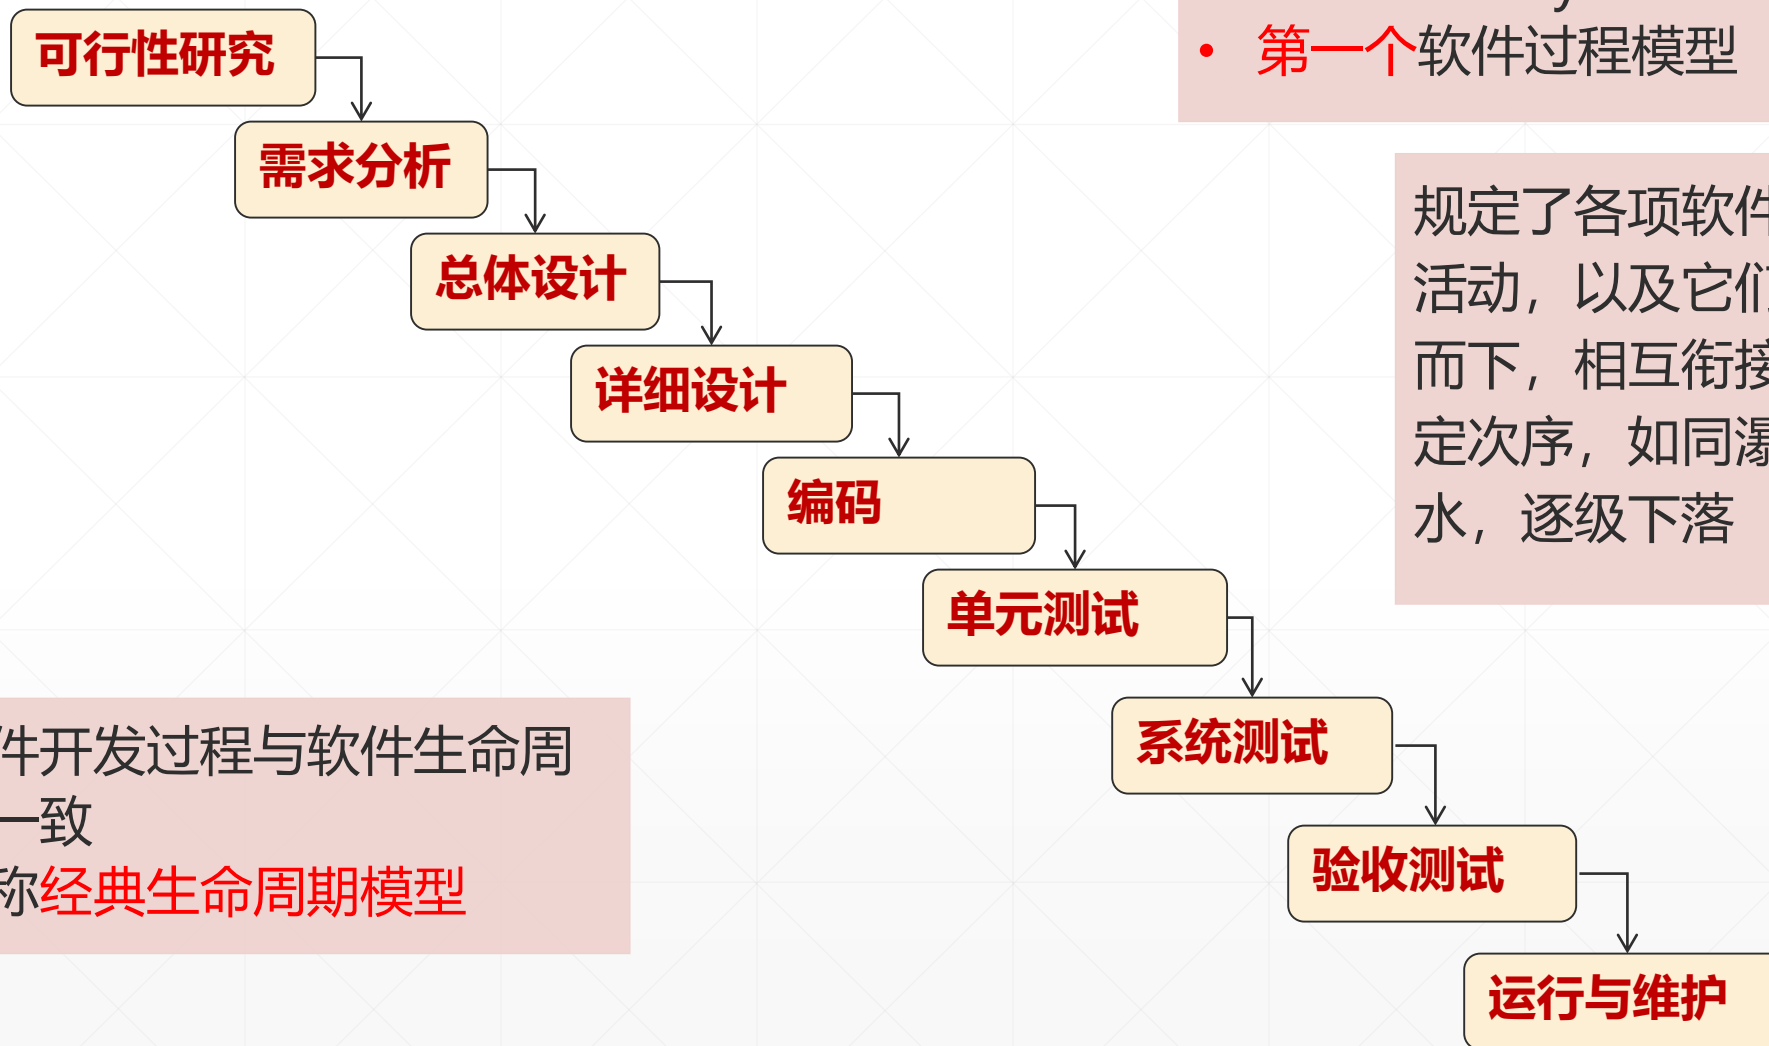 可行性研究
需求分析
总体设计
详细设计
编码
单元测试
系统测试
验收测试
运行与维护
y
• 第一个软件过程模型
规定了各项软件
活动，以及它们
而下，相互衔接
定次序，如同瀑
水，逐级下落
件开发过程与软件生命周
一致
称经典生命周期模型